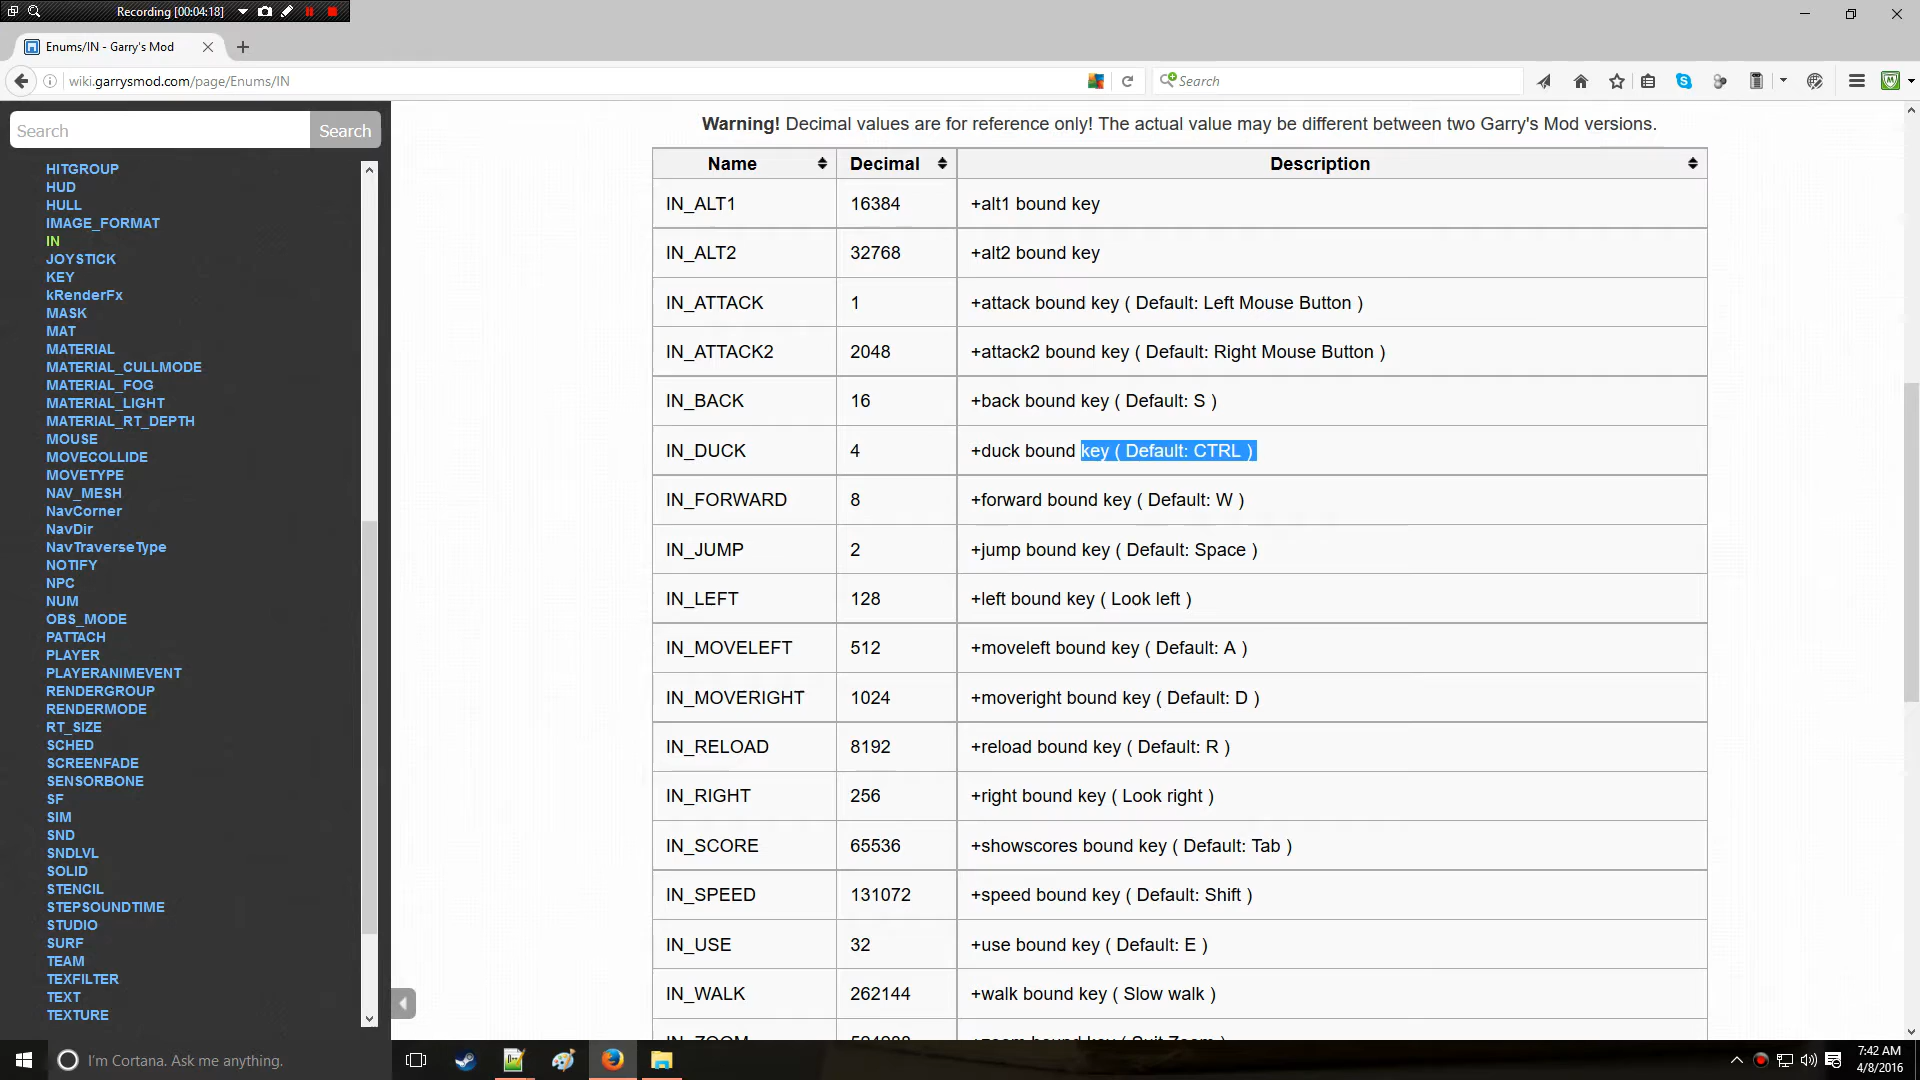 Recording [00:04:18]
Enums/IN - Garry's Mod
wiki.garrysmod.com/page/Enums/IN
Search
Search
Search
HITGROUP
HUD
HULL
IMAGE_FORMAT
IN
JOYSTICK
KEY
kRenderFx
MASK
MAT
MATERIAL
MATERIAL_CULLMODE
MATERIAL_FOG
MATERIAL_LIGHT
MATERIAL_RT_DEPTH
MOUSE
MOVECOLLIDE
MOVETYPE
NAV_MESH
NavCorner
NavDir
NavTraverseType
NOTIFY
NPC
NUM
OBS_MODE
PATTACH
PLAYER
PLAYERANIMEVENT
RENDERGROUP
RENDERMODE
RT_SIZE
SCHED
SCREENFADE
SENSORBONE
SF
SIM
SND
SNDLVL
SOLID
STENCIL
STEPSOUNDTIME
STUDIO
SURF
TEAM
TEXFILTER
TEXT
TEXTURE
Warning! Decimal values are for reference only! The actual value may be different between two Garry's Mod versions.
Name Decimal Description
IN_ALT1 16384 +alt1 bound key
IN_ALT2 32768 +alt2 bound key
IN_ATTACK 1 +attack bound key ( Default: Left Mouse Button )
IN_ATTACK2 2048 +attack2 bound key ( Default: Right Mouse Button )
IN_BACK 16 +back bound key ( Default: S )
IN_DUCK 4 +duck bound key ( Default: CTRL )
IN_FORWARD 8 +forward bound key ( Default: W )
IN_JUMP 2 +jump bound key ( Default: Space )
IN_LEFT 128 +left bound key ( Look left )
IN_MOVELEFT 512 +moveleft bound key ( Default: A )
IN_MOVERIGHT 1024 +moveright bound key ( Default: D )
IN_RELOAD 8192 +reload bound key ( Default: R )
IN_RIGHT 256 +right bound key ( Look right )
IN_SCORE 65536 +showscores bound key ( Default: Tab )
IN_SPEED 131072 +speed bound key ( Default: Shift )
IN_USE 32 +use bound key ( Default: E )
IN_WALK 262144 +walk bound key ( Slow walk )
IN_ZOOM +zoom bound key ( Suit Zoom )
I'm Cortana. Ask me anything.
7:42 AM
4/8/2016